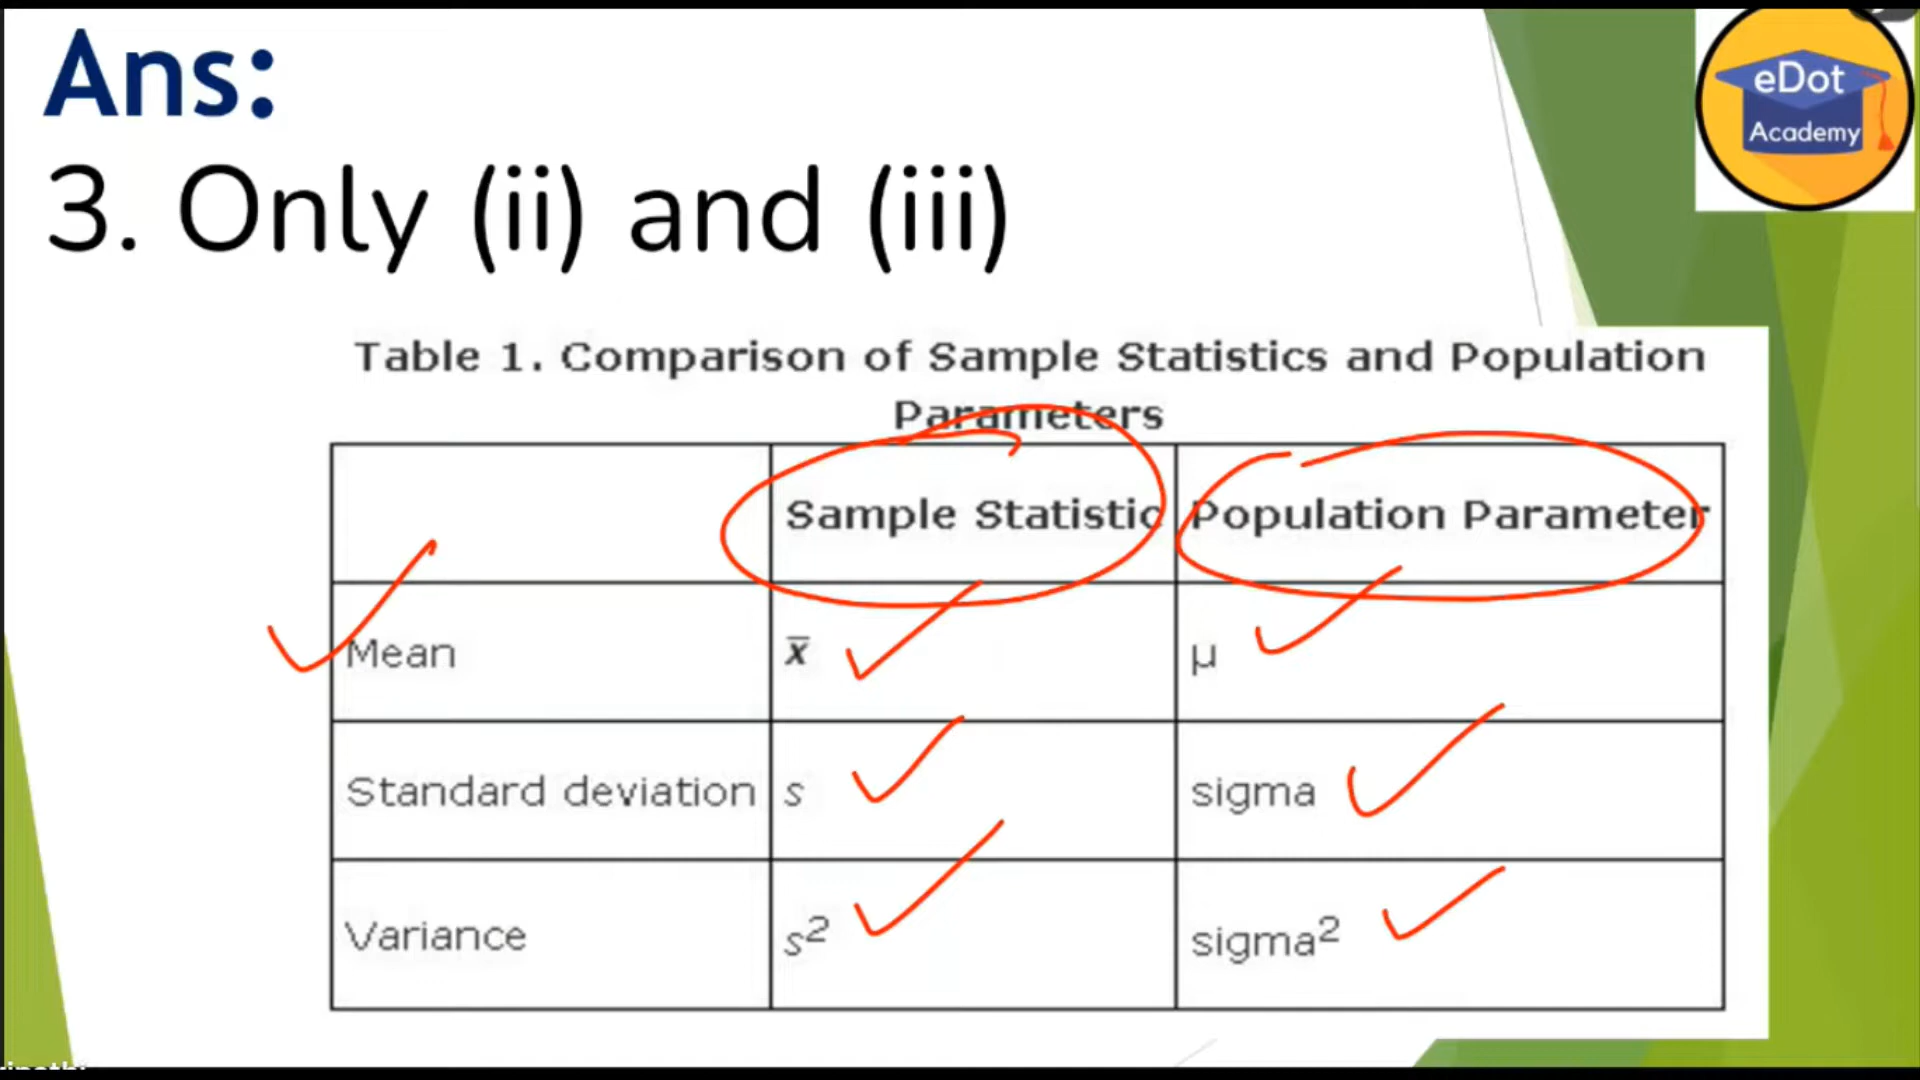 Ans:
3. Only (ii) and (iii)
eDot
Academy
Table 1. Comparison of Sample Statistics and Population
Parameters
Sample Statistic Population Parameter
Mean x̅ μ
Standard deviation s sigma
Variance s² sigma²